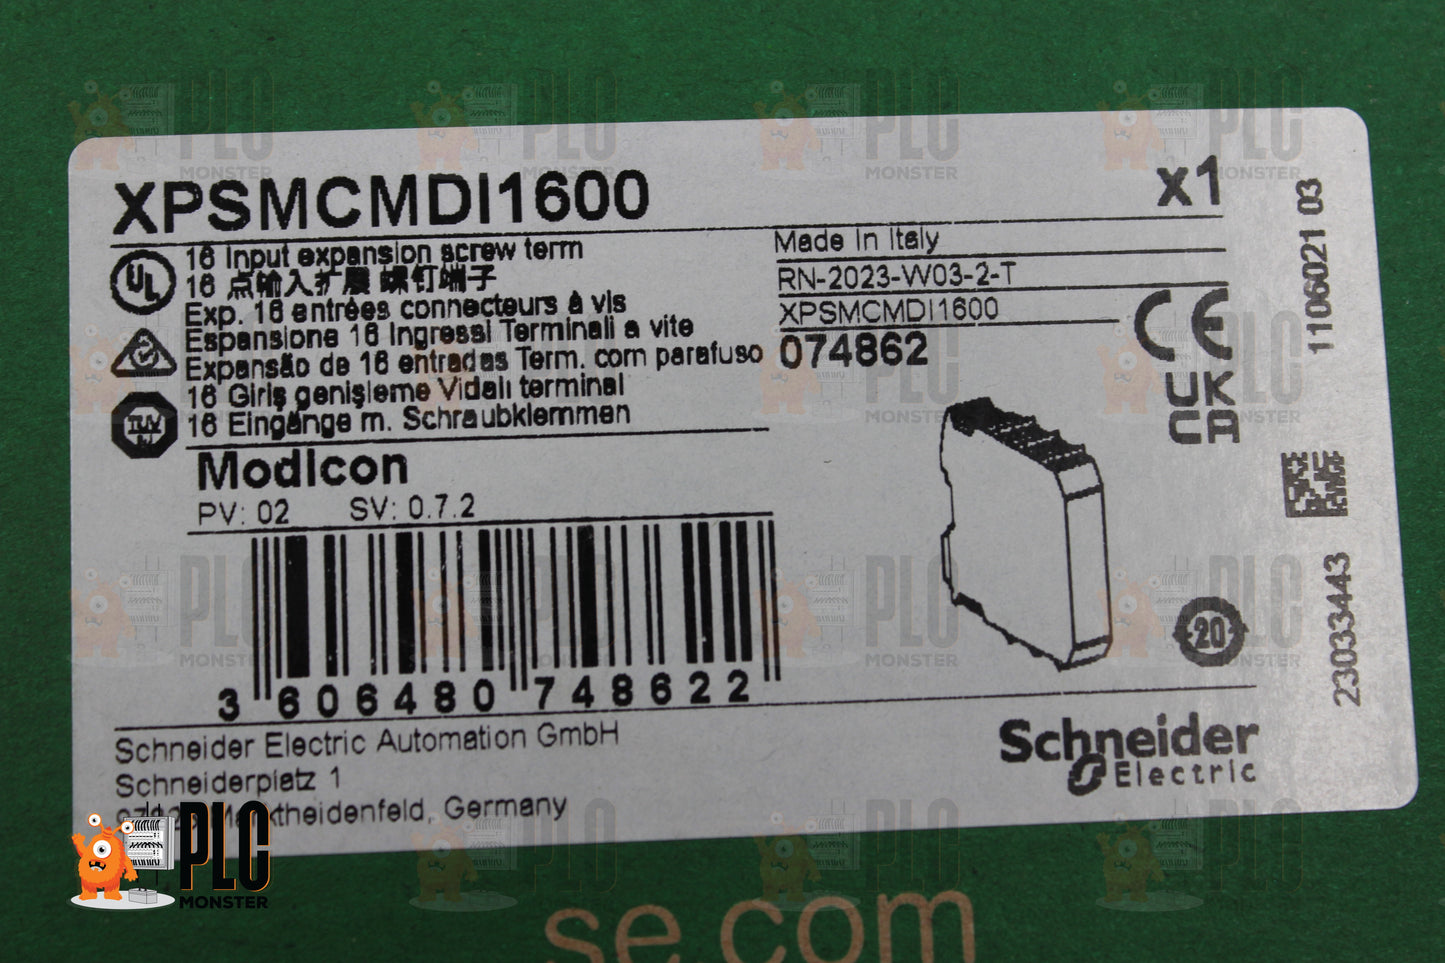 XPSMCMDI1600
x1
16 Input expansion screw term
16 点输入扩展 螺钉端子
Exp. 16 entrées connecteurs à vis
Espansione 16 Ingressi Terminali a vite
Expansão de 16 entradas Term. com parafuso
16 Giriş genişleme Vidalı terminal
16 Eingänge m. Schraubklemmen
Made In Italy
RN-2023-W03-2-T
XPSMCMDI1600
074862
UL
TÜV
CE
UK
CA
1106021 03
23033443
Modicon
PV: 02 SV: 0.7.2
3 606480 748622
20
Schneider Electric Automation GmbH
Schneiderplatz 1
Marktheidenfeld, Germany
Schneider
Electric
PLC
MONSTER
se.com